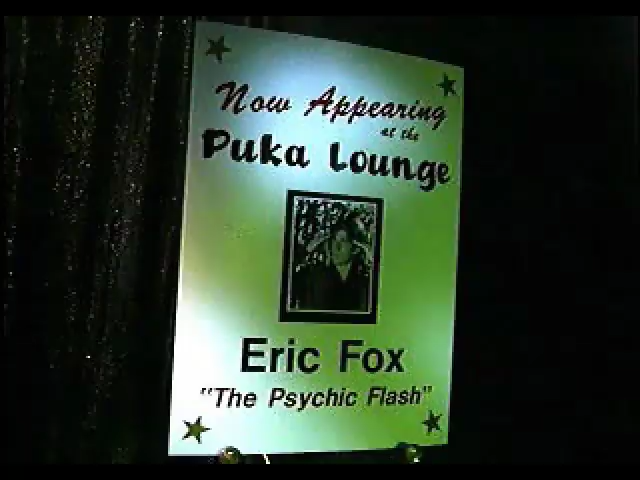 Now Appearing
at the
Puka Lounge
Eric Fox
"The Psychic Flash"